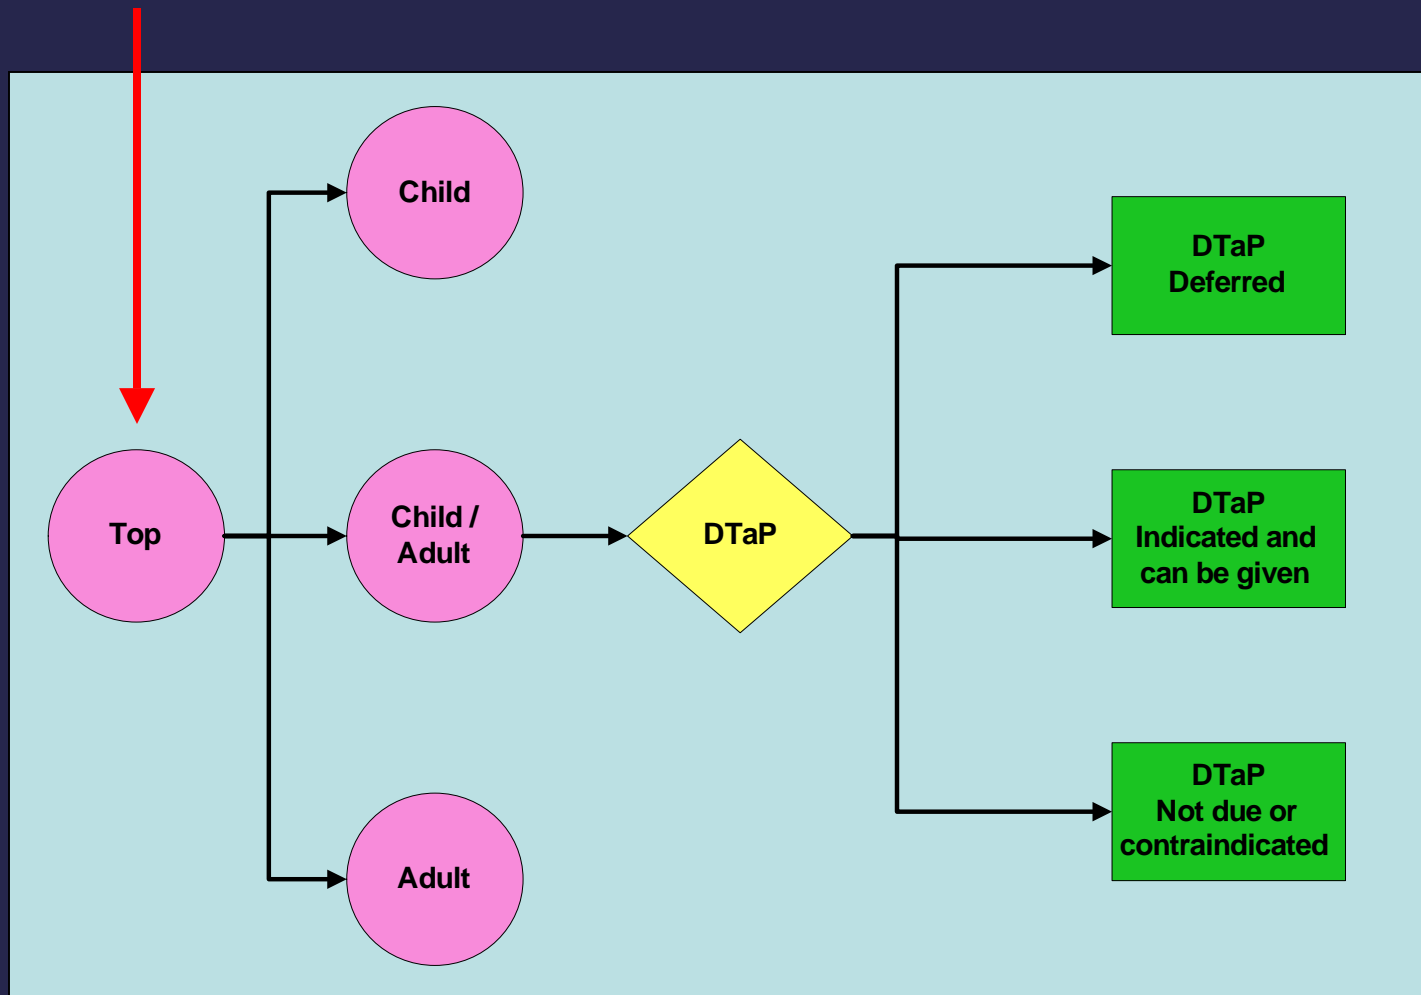 Child
DTaP
Deferred
Top
Child /
Adult
DTaP
DTaP
Indicated and
can be given
DTaP
Not due or
contraindicated
Adult